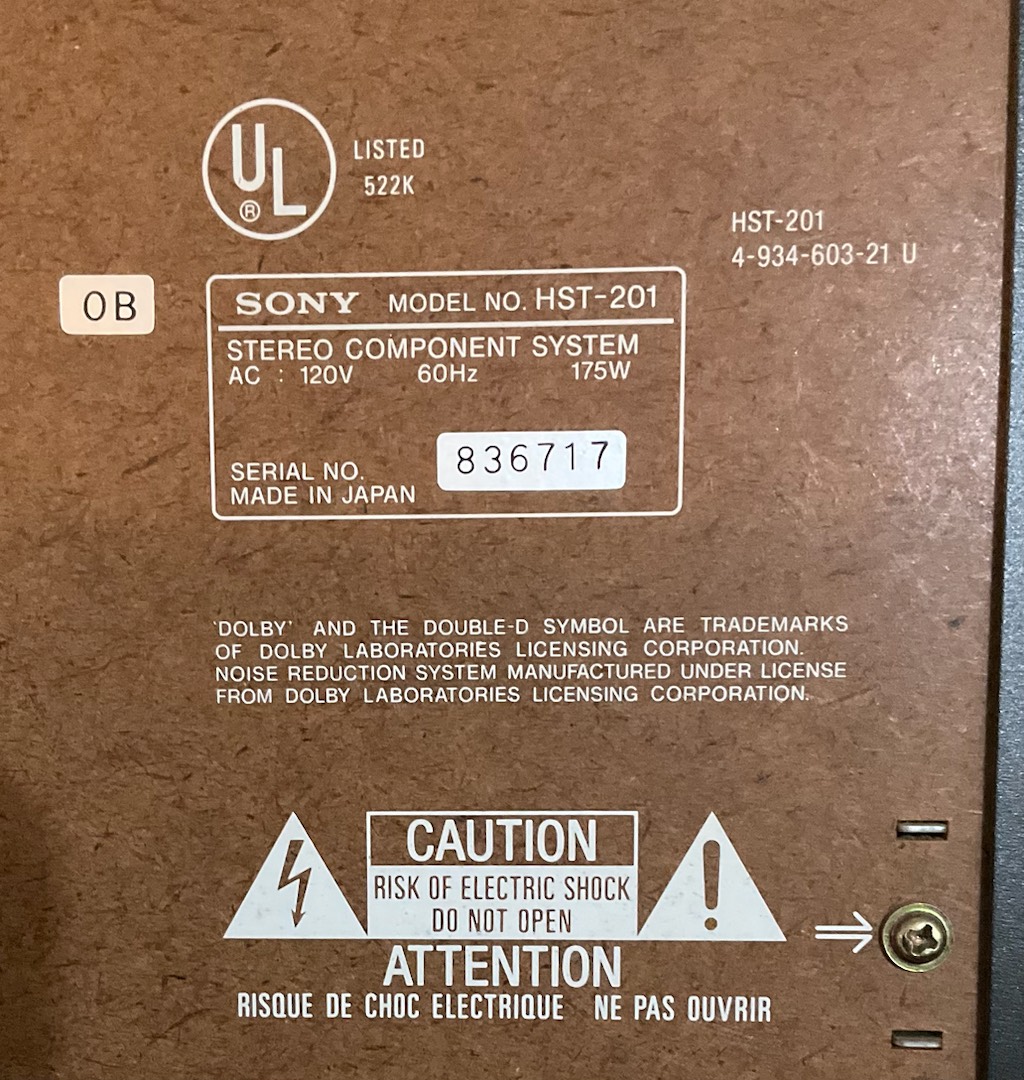 UL
®
LISTED
522K
HST-201
4-934-603-21 U
OB
SONY MODEL NO. HST-201
STEREO COMPONENT SYSTEM
AC : 120V 60Hz 175W
SERIAL NO. 836717
MADE IN JAPAN
'DOLBY' AND THE DOUBLE-D SYMBOL ARE TRADEMARKS
OF DOLBY LABORATORIES LICENSING CORPORATION.
NOISE REDUCTION SYSTEM MANUFACTURED UNDER LICENSE
FROM DOLBY LABORATORIES LICENSING CORPORATION.
CAUTION
RISK OF ELECTRIC SHOCK
DO NOT OPEN
ATTENTION
RISQUE DE CHOC ELECTRIQUE NE PAS OUVRIR